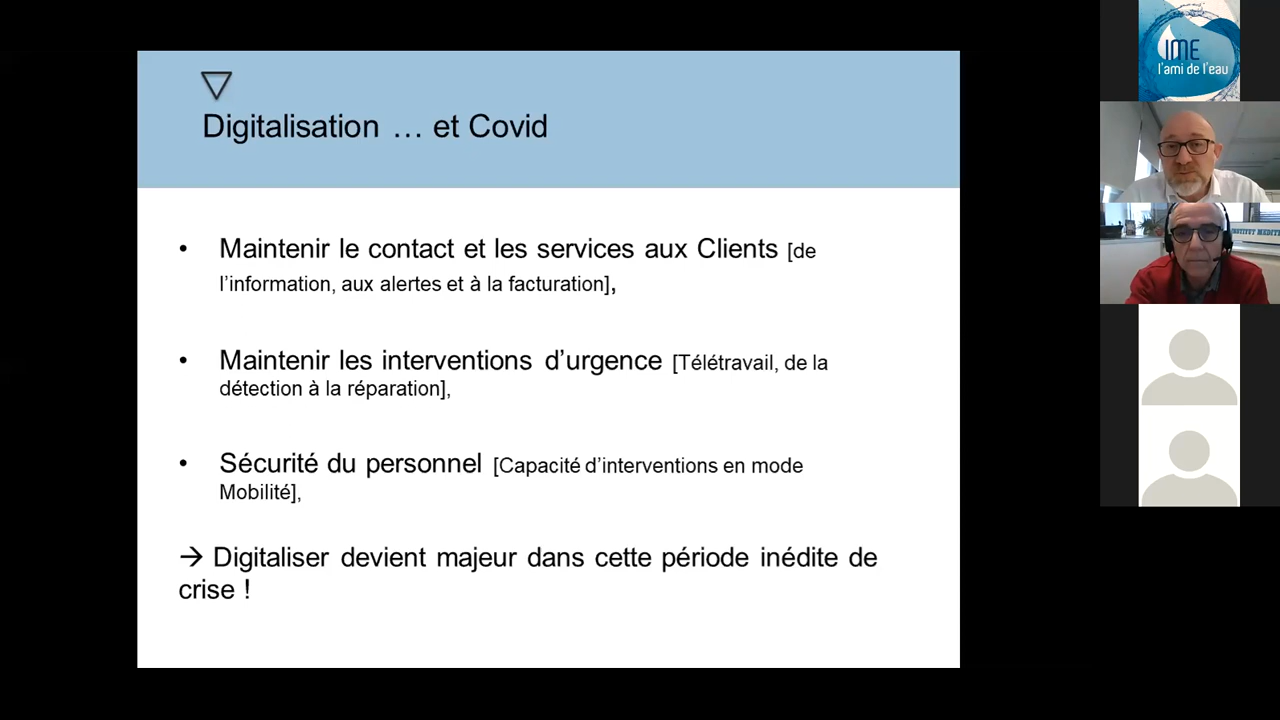 Digitalisation … et Covid
• Maintenir le contact et les services aux Clients [de
l’information, aux alertes et à la facturation],
• Maintenir les interventions d’urgence [Télétravail, de la
détection à la réparation],
• Sécurité du personnel [Capacité d’interventions en mode
Mobilité],
→ Digitaliser devient majeur dans cette période inédite de
crise !
IME
l'ami de l'eau
INSTITUT MEDITE